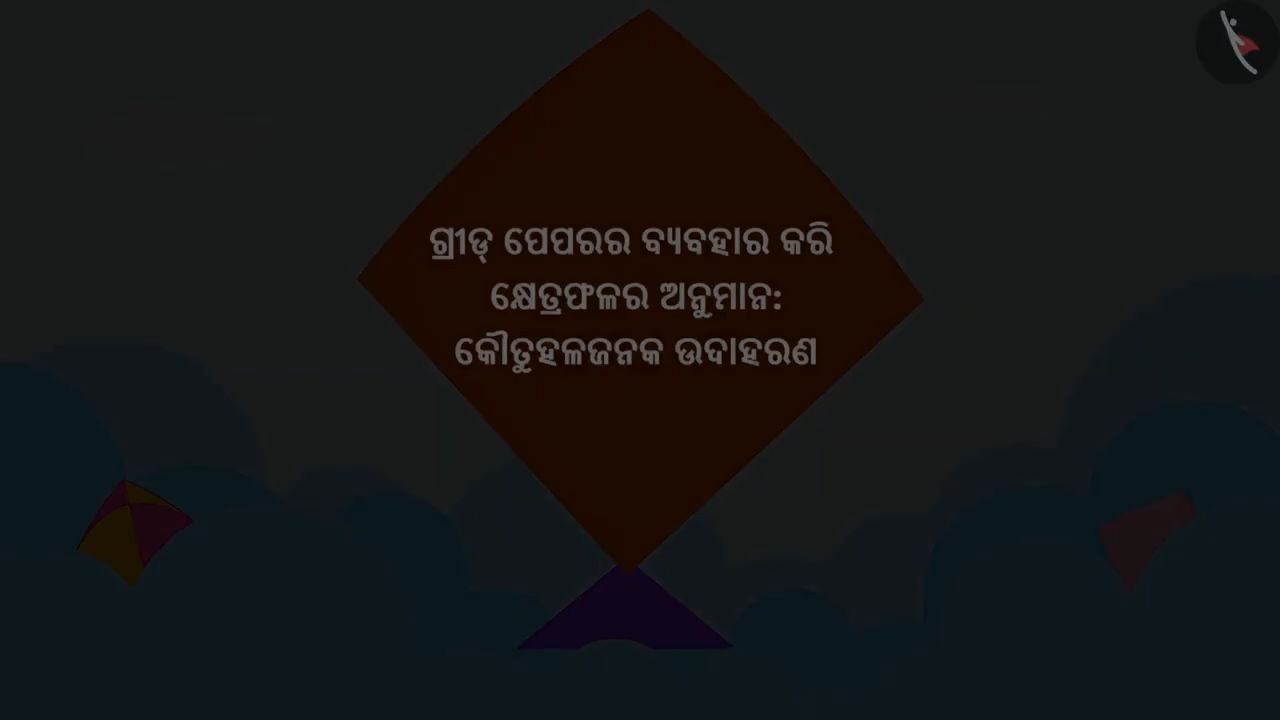 ଗ୍ରୀଡ୍ ପେପରର ବ୍ୟବହାର କରି
କ୍ଷେତ୍ରଫଳର ଅନୁମାନ:
କୌତୁହଳଜନକ ଉଦାହରଣ